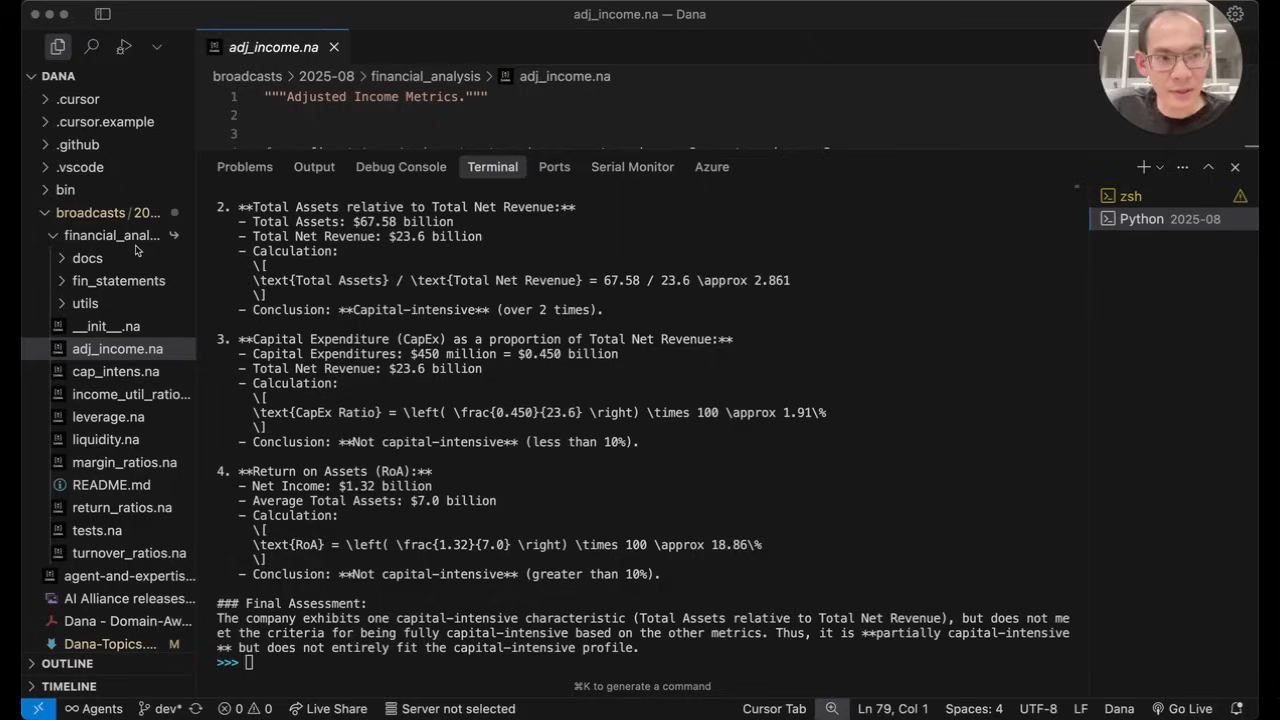 adj_income.na — Dana
adj_income.na
DANA
broadcasts > 2025-08 > financial_analysis > adj_income.na
.cursor
.cursor.example
.github
.vscode
bin
broadcasts / 20...
financial_anal...
docs
fin_statements
utils
__init__.na
adj_income.na
cap_intens.na
income_util_ratio...
leverage.na
liquidity.na
margin_ratios.na
README.md
return_ratios.na
tests.na
turnover_ratios.na
agent-and-expertis...
AI Alliance releases...
Dana - Domain-Aw...
Dana-Topics.... M
OUTLINE
TIMELINE
1 """Adjusted Income Metrics."""
2
3
Problems Output Debug Console Terminal Ports Serial Monitor Azure
zsh
Python 2025-08
2. **Total Assets relative to Total Net Revenue:**
- Total Assets: $67.58 billion
- Total Net Revenue: $23.6 billion
- Calculation:
\[
\text{Total Assets} / \text{Total Net Revenue} = 67.58 / 23.6 \approx 2.861
\]
- Conclusion: **Capital-intensive** (over 2 times).
3. **Capital Expenditure (CapEx) as a proportion of Total Net Revenue:**
- Capital Expenditures: $450 million = $0.450 billion
- Total Net Revenue: $23.6 billion
- Calculation:
\[
\text{CapEx Ratio} = \left( \frac{0.450}{23.6} \right) \times 100 \approx 1.91\%
\]
- Conclusion: **Not capital-intensive** (less than 10%).
4. **Return on Assets (RoA):**
- Net Income: $1.32 billion
- Average Total Assets: $7.0 billion
- Calculation:
\[
\text{RoA} = \left( \frac{1.32}{7.0} \right) \times 100 \approx 18.86\%
\]
- Conclusion: **Not capital-intensive** (greater than 10%).
### Final Assessment:
The company exhibits one capital-intensive characteristic (Total Assets relative to Total Net Revenue), but does not me
et the criteria for being fully capital-intensive based on the other metrics. Thus, it is **partially capital-intensive
** but does not entirely fit the capital-intensive profile.
>>>
⌘K to generate a command
Agents dev* 0 0 Live Share Server not selected Cursor Tab Ln 79, Col 1 Spaces: 4 UTF-8 LF Dana Go Live